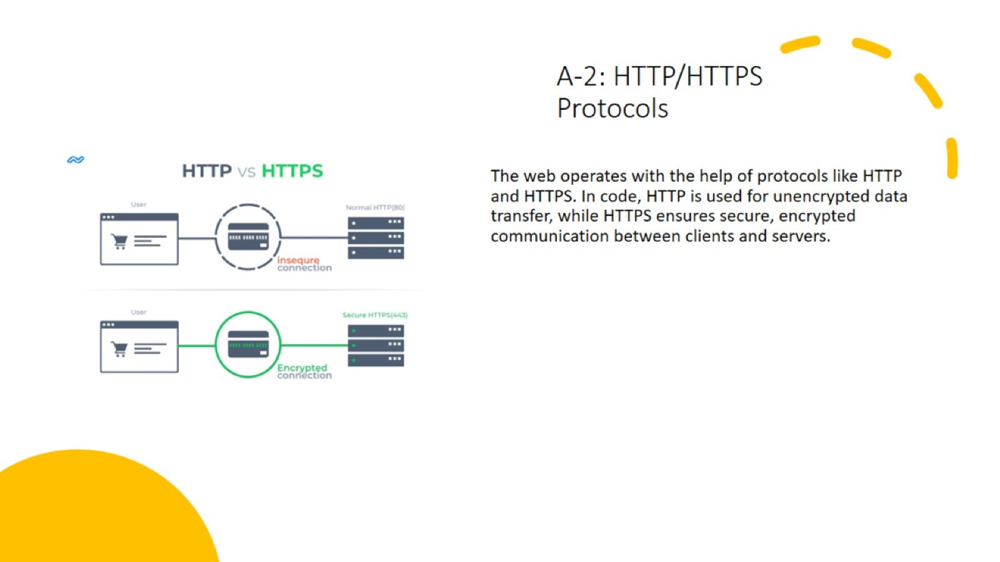 A-2: HTTP/HTTPS
Protocols
HTTP vs HTTPS
User
Normal HTTP(80)
insequre
connection
User
Secure HTTPS(443)
Encrypted
connection
The web operates with the help of protocols like HTTP
and HTTPS. In code, HTTP is used for unencrypted data
transfer, while HTTPS ensures secure, encrypted
communication between clients and servers.